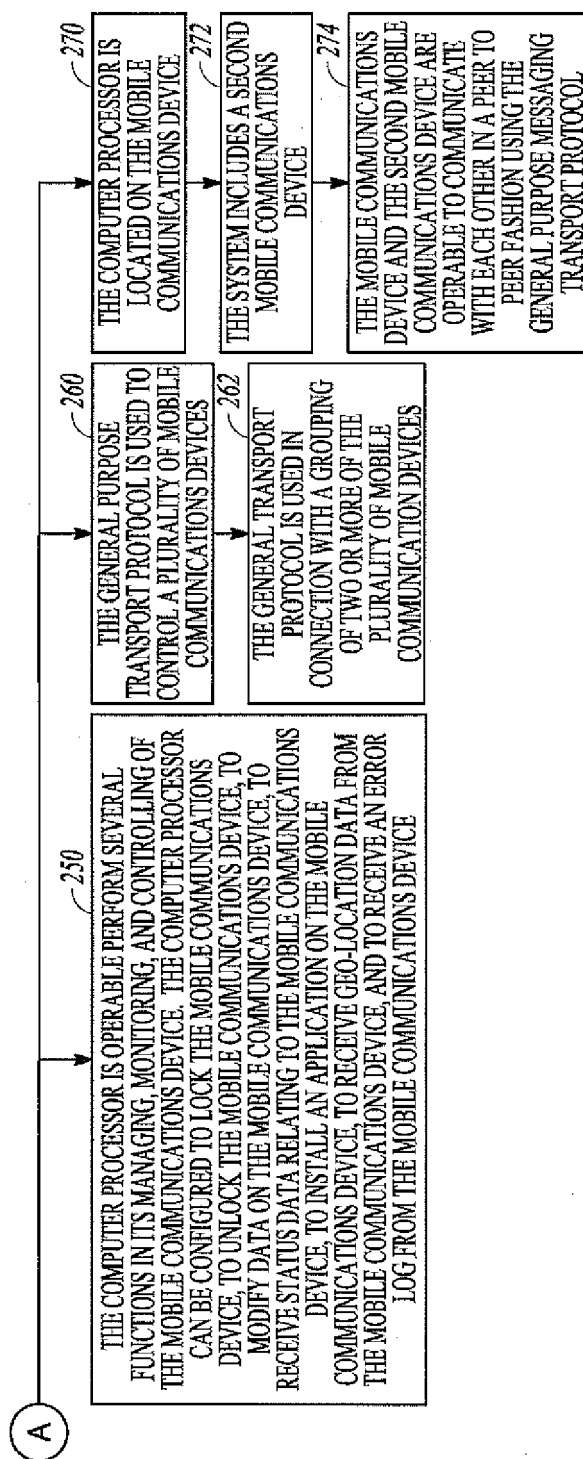 A
250
THE COMPUTER PROCESSOR IS OPERABLE PERFORM SEVERAL
FUNCTIONS IN ITS MANAGING, MONITORING, AND CONTROLLING OF
THE MOBILE COMMUNICATIONS DEVICE. THE COMPUTER PROCESSOR
CAN BE CONFIGURED TO LOCK THE MOBILE COMMUNICATIONS
DEVICE, TO UNLOCK THE MOBILE COMMUNICATIONS DEVICE, TO
MODIFY DATA ON THE MOBILE COMMUNICATIONS DEVICE, TO
RECEIVE STATUS DATA RELATING TO THE MOBILE COMMUNICATIONS
DEVICE, TO INSTALL AN APPLICATION ON THE MOBILE
COMMUNICATIONS DEVICE, TO RECEIVE GEO-LOCATION DATA FROM
THE MOBILE COMMUNICATIONS DEVICE, AND TO RECEIVE AN ERROR
LOG FROM THE MOBILE COMMUNICATIONS DEVICE
260
THE GENERAL PURPOSE
TRANSPORT PROTOCOL IS USED TO
CONTROL A PLURALITY OF MOBILE
COMMUNICATIONS DEVICES
262
THE GENERAL TRANSPORT
PROTOCOL IS USED IN
CONNECTION WITH A GROUPING
OF TWO OR MORE OF THE
PLURALITY OF MOBILE
COMMUNICATION DEVICES
270
THE COMPUTER PROCESSOR IS
LOCATED ON THE MOBILE
COMMUNICATIONS DEVICE
272
THE SYSTEM INCLUDES A SECOND
MOBILE COMMUNICATIONS
DEVICE
274
THE MOBILE COMMUNICATIONS
DEVICE AND THE SECOND MOBILE
COMMUNICATIONS DEVICE ARE
OPERABLE TO COMMUNICATE
WITH EACH OTHER IN A PEER TO
PEER FASHION USING THE
GENERAL PURPOSE MESSAGING
TRANSPORT PROTOCOL